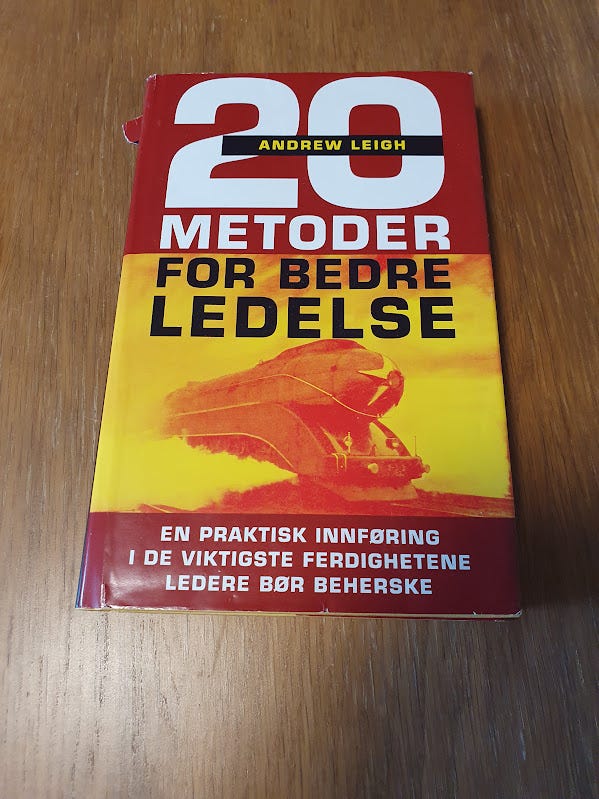 20
ANDREW LEIGH
METODER
FOR BEDRE
LEDELSE
EN PRAKTISK INNFØRING
I DE VIKTIGSTE FERDIGHETENE
LEDERE BØR BEHERSKE